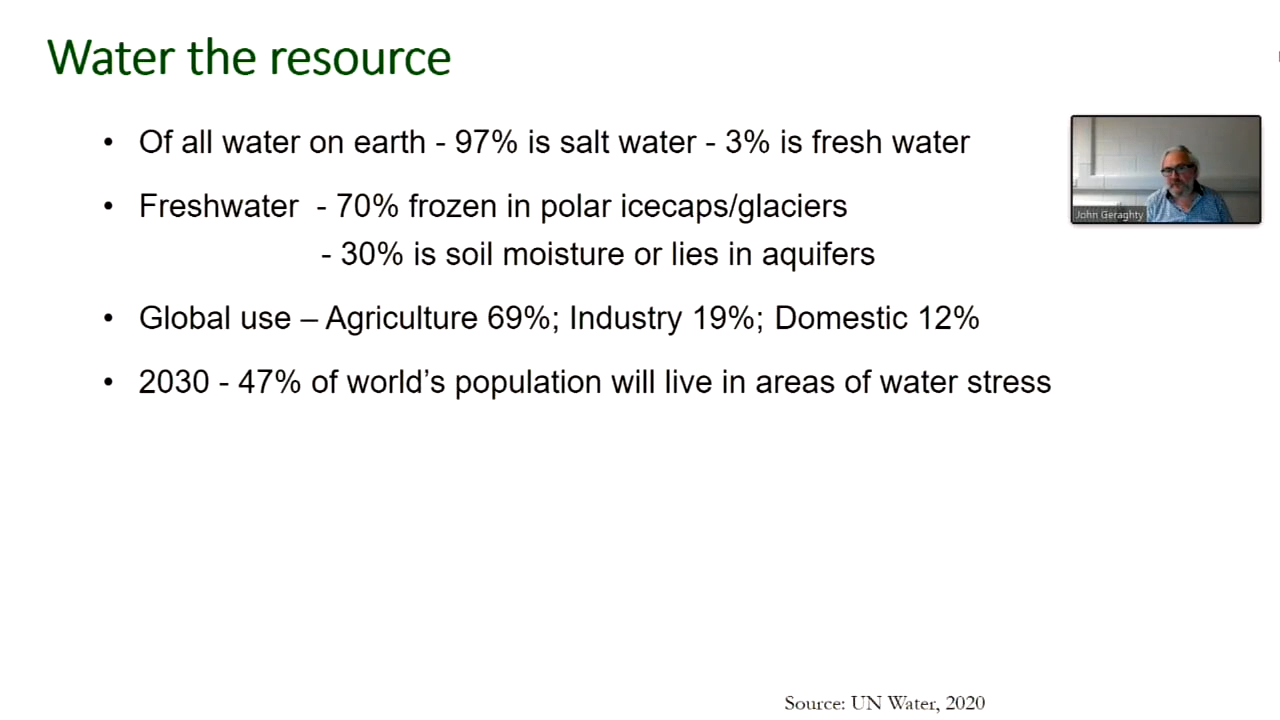 Water the resource
• Of all water on earth - 97% is salt water - 3% is fresh water
• Freshwater - 70% frozen in polar icecaps/glaciers
- 30% is soil moisture or lies in aquifers
• Global use – Agriculture 69%; Industry 19%; Domestic 12%
• 2030 - 47% of world’s population will live in areas of water stress
John Geraghty
Source: UN Water, 2020